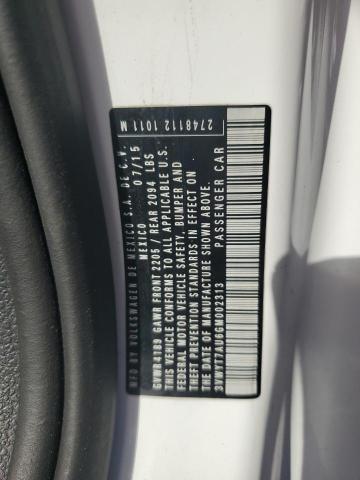 MFD. BY VOLKSWAGEN DE MEXICO S.A. DE C.V.
MEXICO 07/15
GVWR 4189 GAWR FRONT 2205 / REAR 2094 LBS
THIS VEHICLE CONFORMS TO ALL APPLICABLE U.S.
FEDERAL MOTOR VEHICLE SAFETY, BUMPER AND
THEFT PREVENTION STANDARDS IN EFFECT ON
THE DATE OF MANUFACTURE SHOWN ABOVE.
3VWY17AU6GM002313 PASSENGER CAR
2748112 1011 M